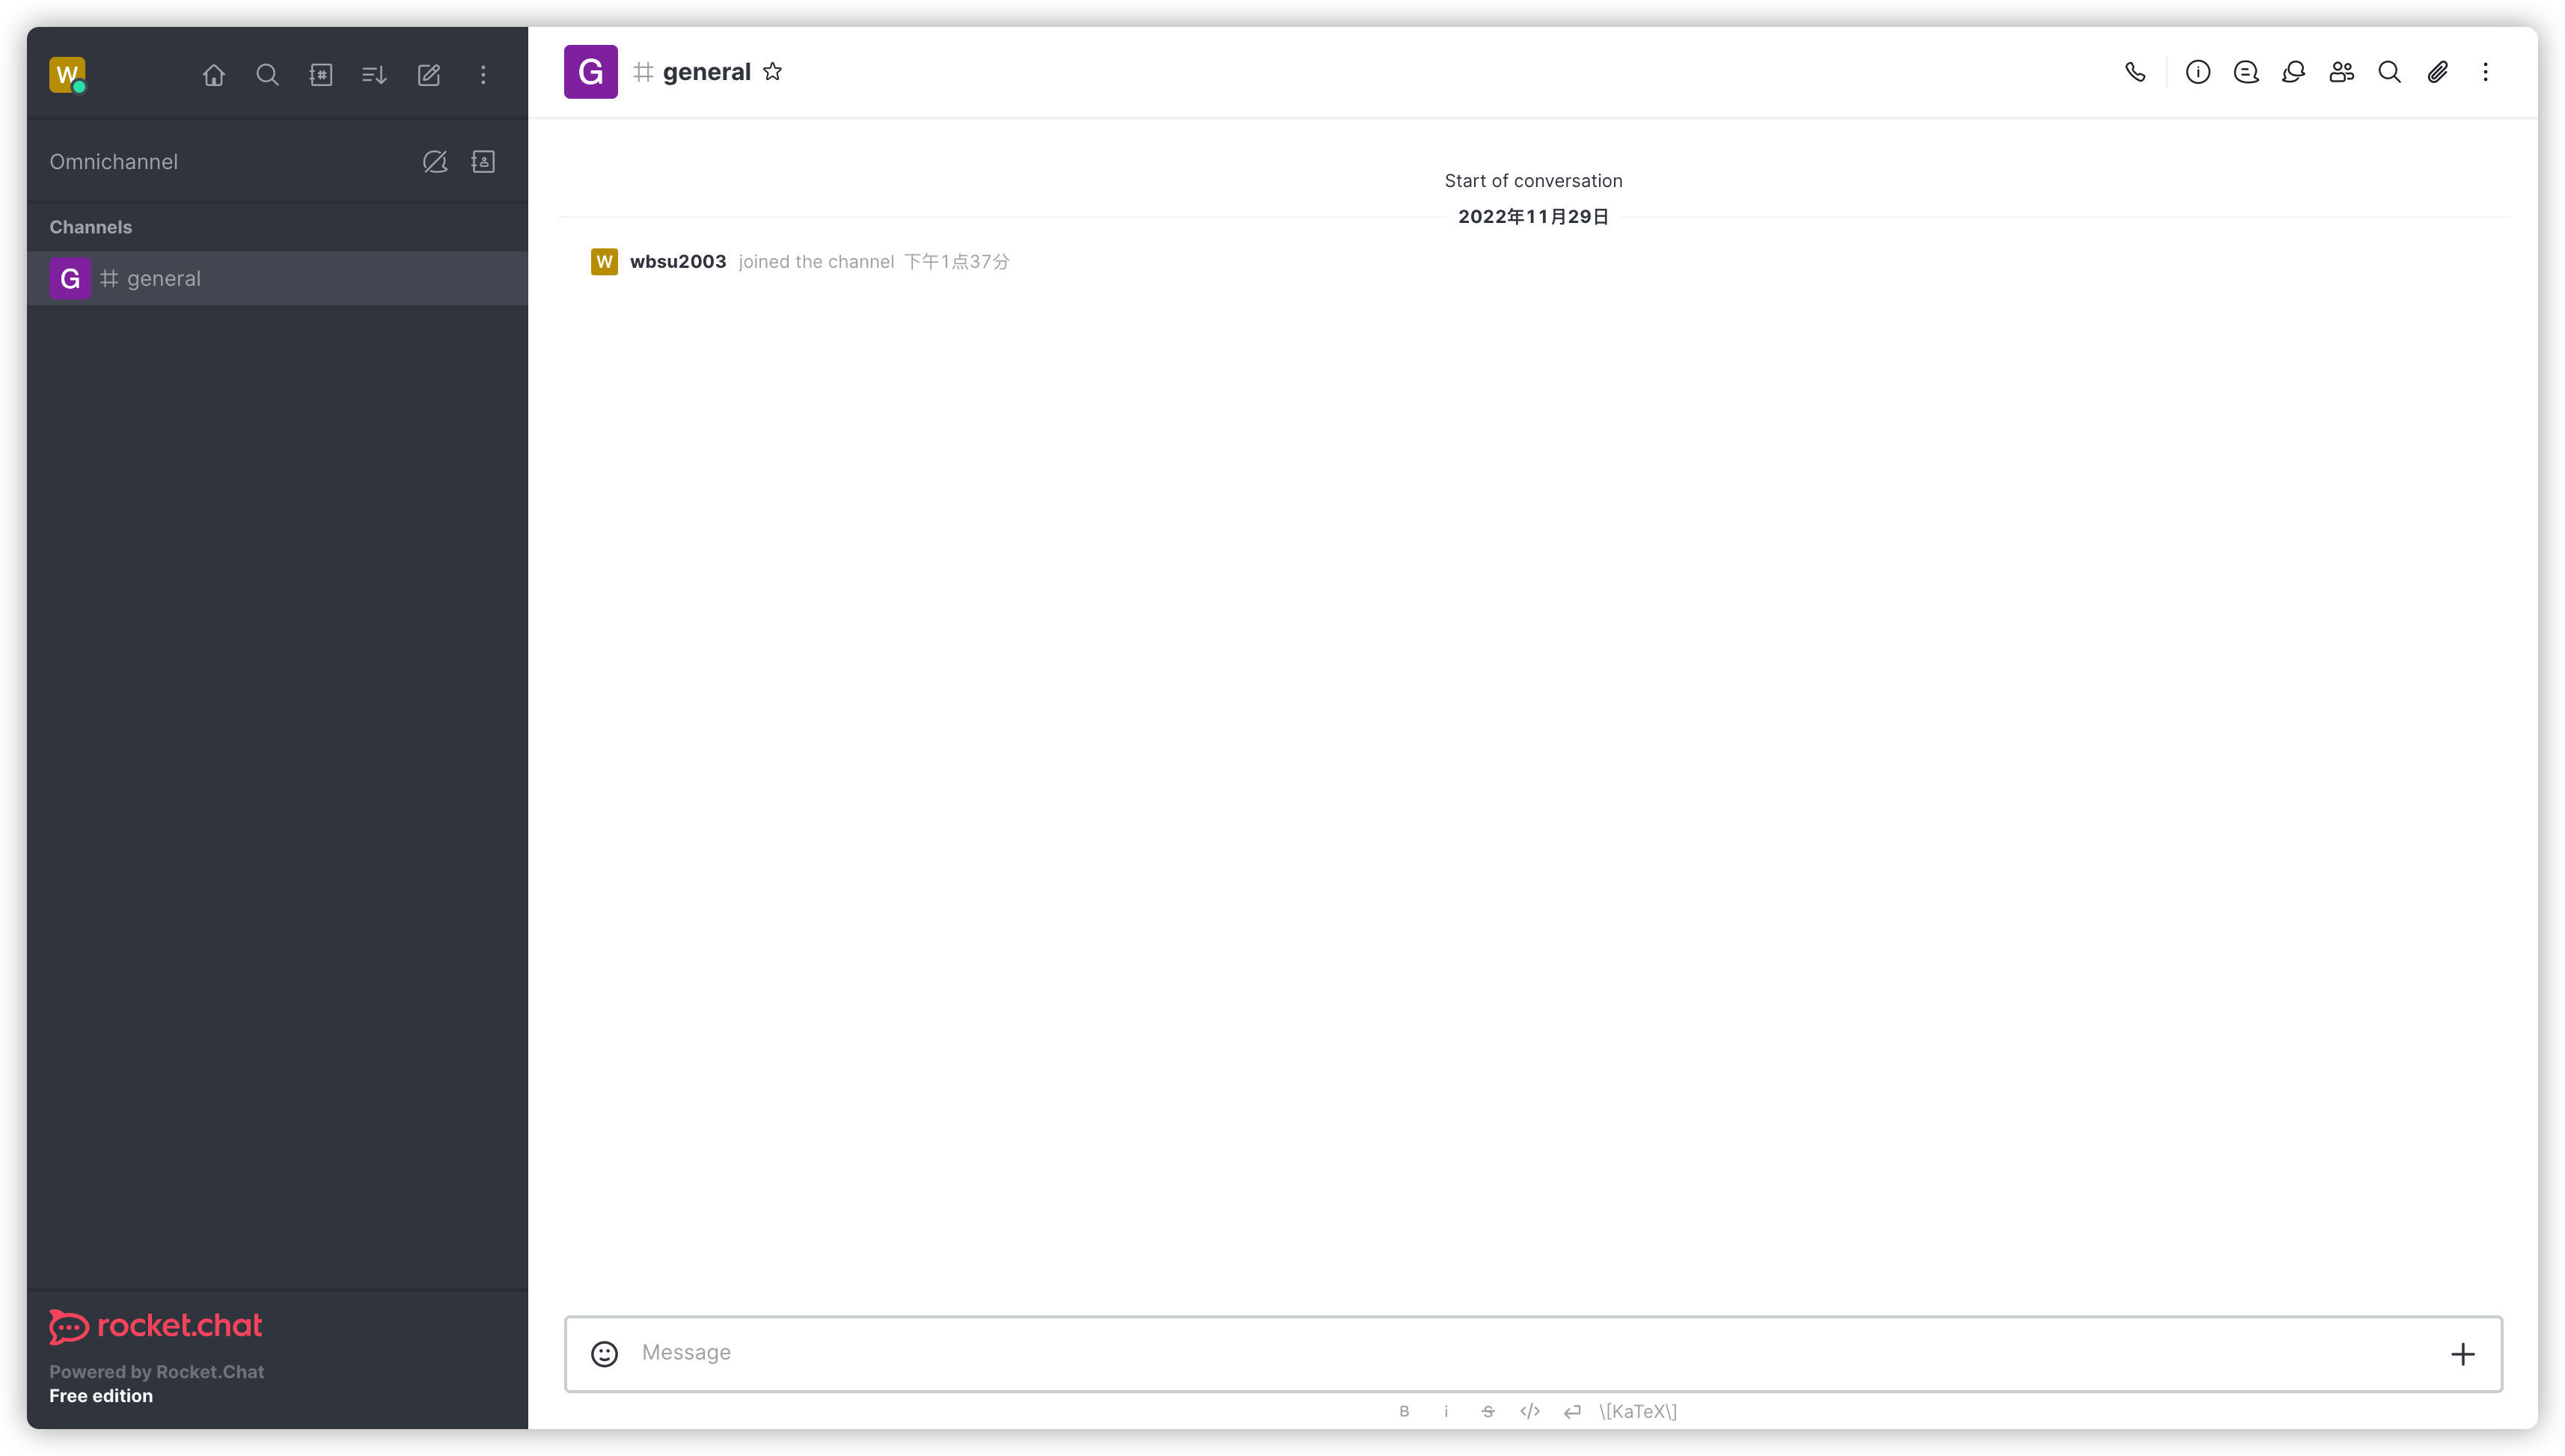 W
Omnichannel
Channels
G general
rocket.chat
Powered by Rocket.Chat
Free edition
G general
Start of conversation
2022年11月29日
W wbsu2003 joined the channel 下午1点37分
Message
B i S </> \[KaTeX\]